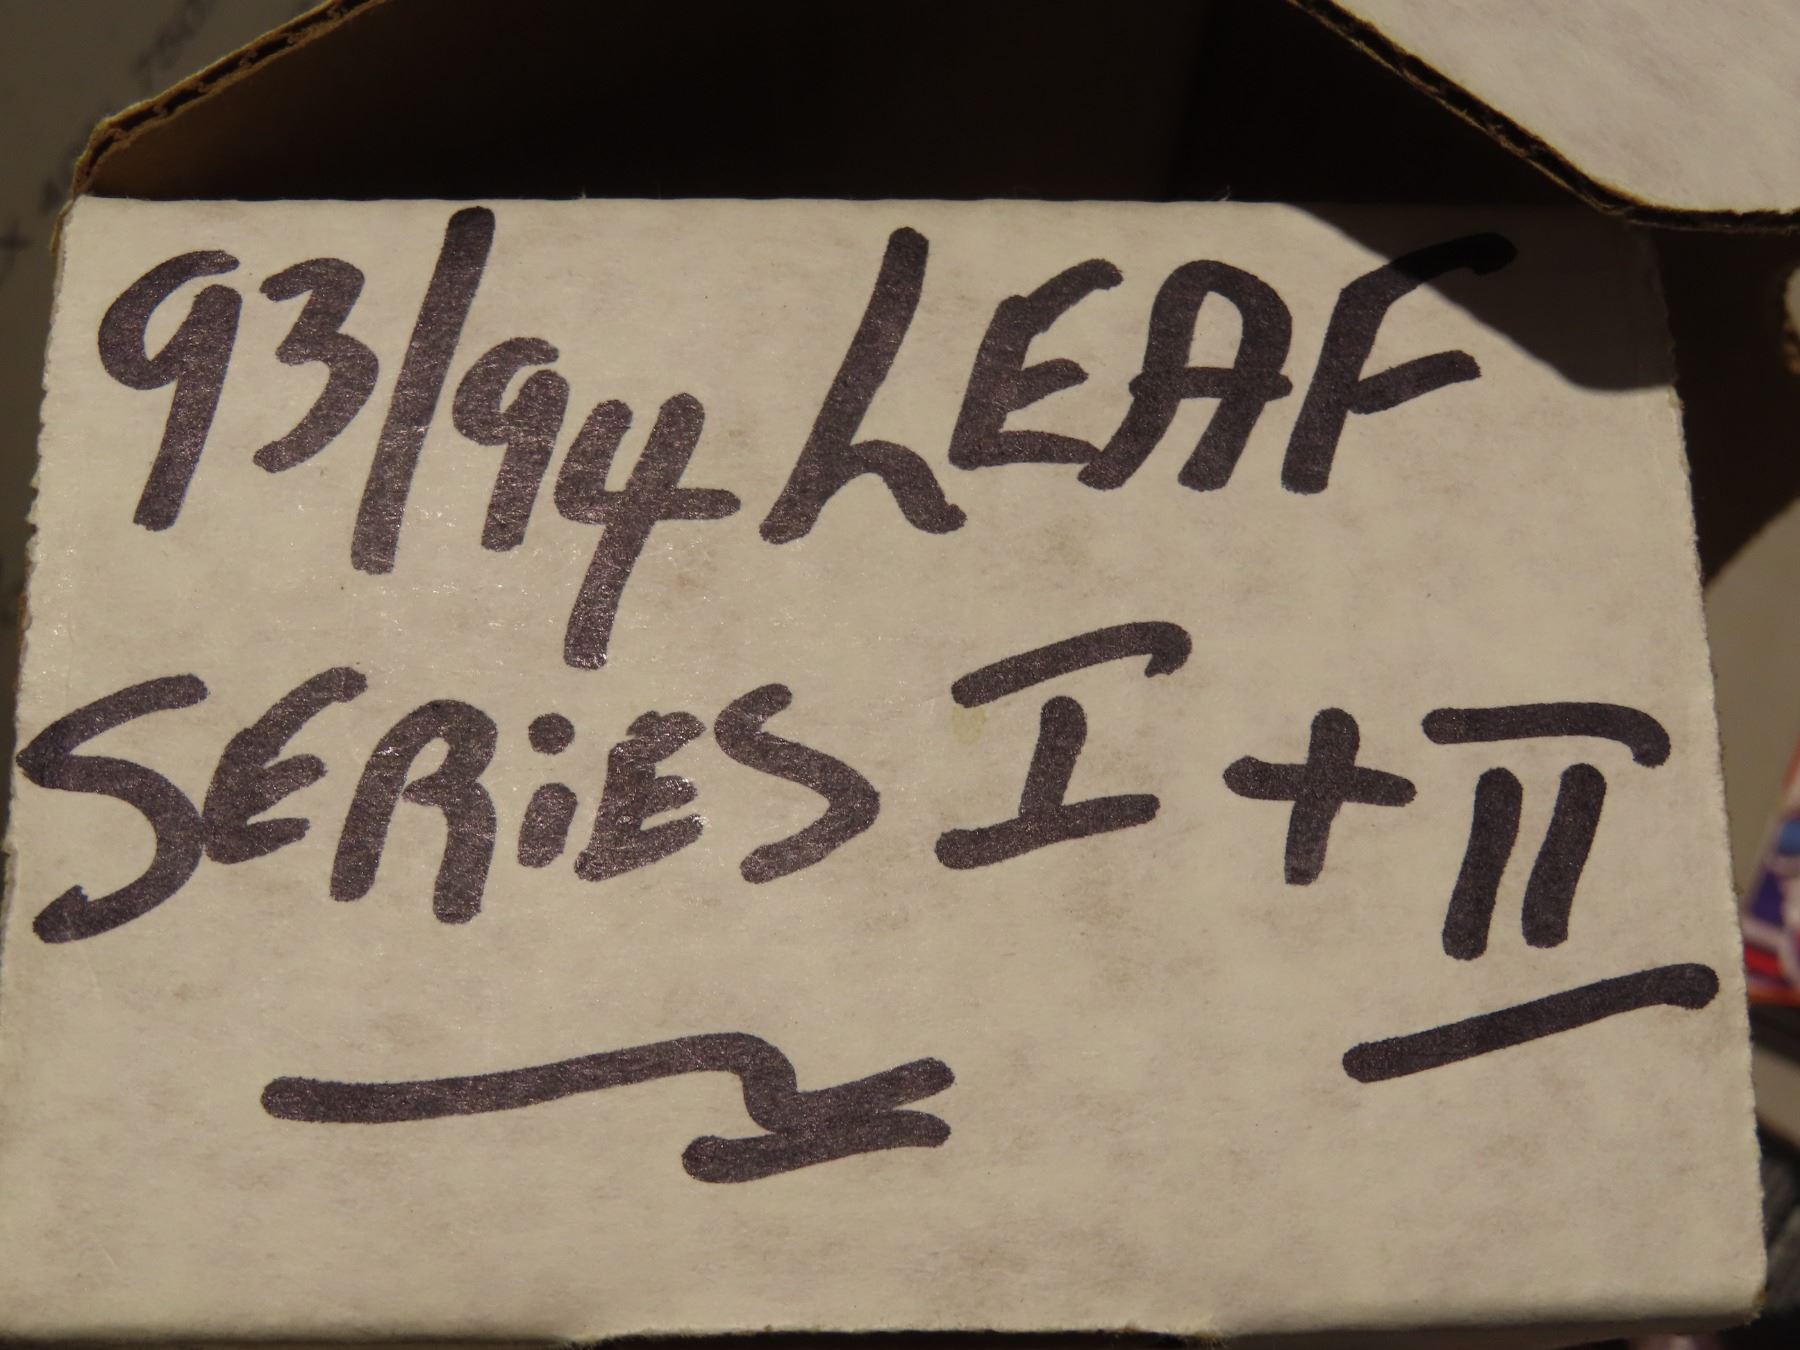 93/94 LEAF
SERiES I + II